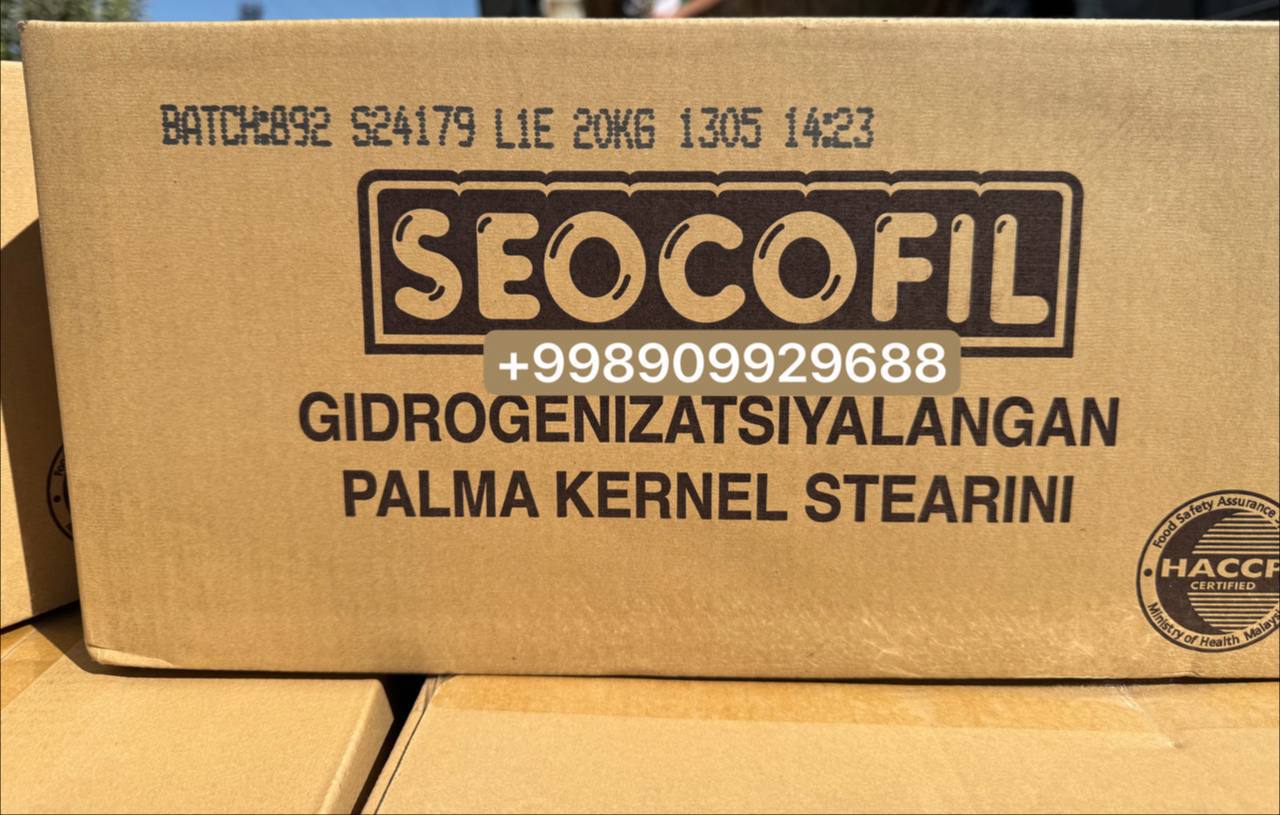 BATCH:892 S24179 L1E 20KG 1305 14:23
SEOCOFIL
+998909929688
GIDROGENIZATSIYALANGAN
PALMA KERNEL STEARINI
Food Safety Assurance
HACCP
CERTIFIED
Ministry of Health Malaysia